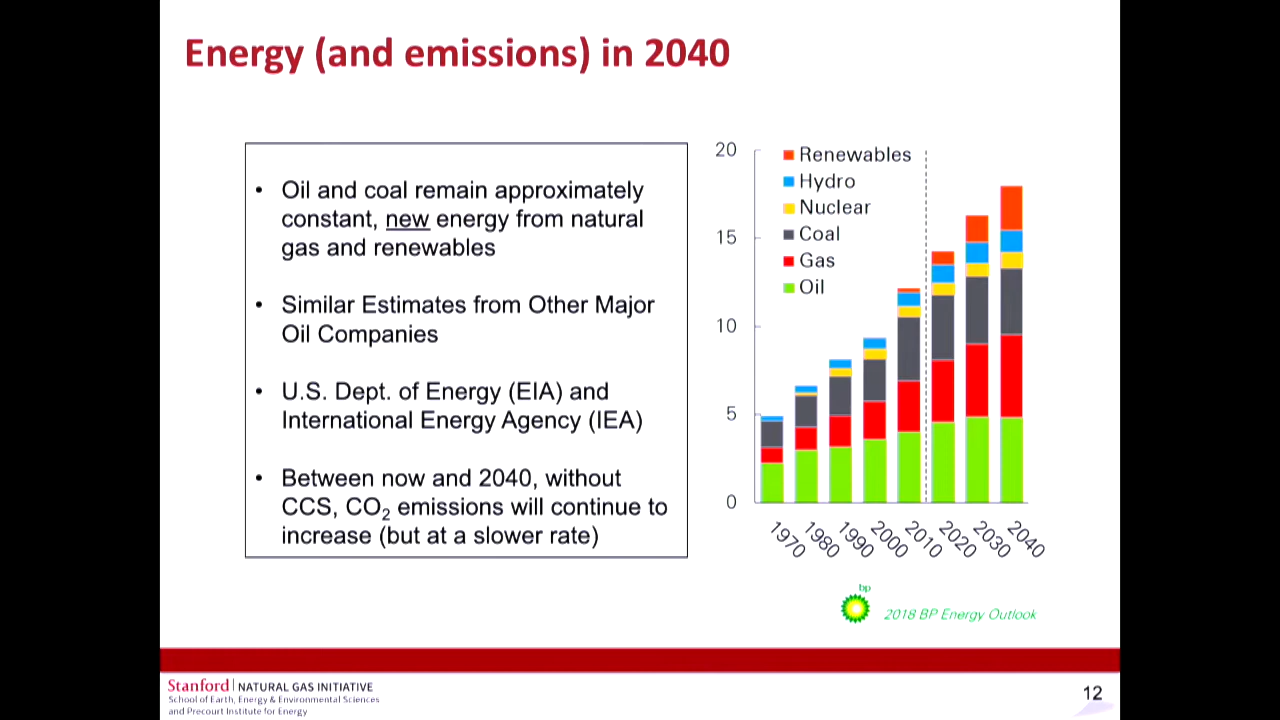 Energy (and emissions) in 2040
• Oil and coal remain approximately
constant, new energy from natural
gas and renewables
• Similar Estimates from Other Major
Oil Companies
• U.S. Dept. of Energy (EIA) and
International Energy Agency (IEA)
• Between now and 2040, without
CCS, CO₂ emissions will continue to
increase (but at a slower rate)
20
15
10
5
0
Renewables
Hydro
Nuclear
Coal
Gas
Oil
1970 1980 1990 2000 2010 2020 2030 2040
bp
2018 BP Energy Outlook
Stanford | NATURAL GAS INITIATIVE
School of Earth, Energy & Environmental Sciences
and Precourt Institute for Energy
12